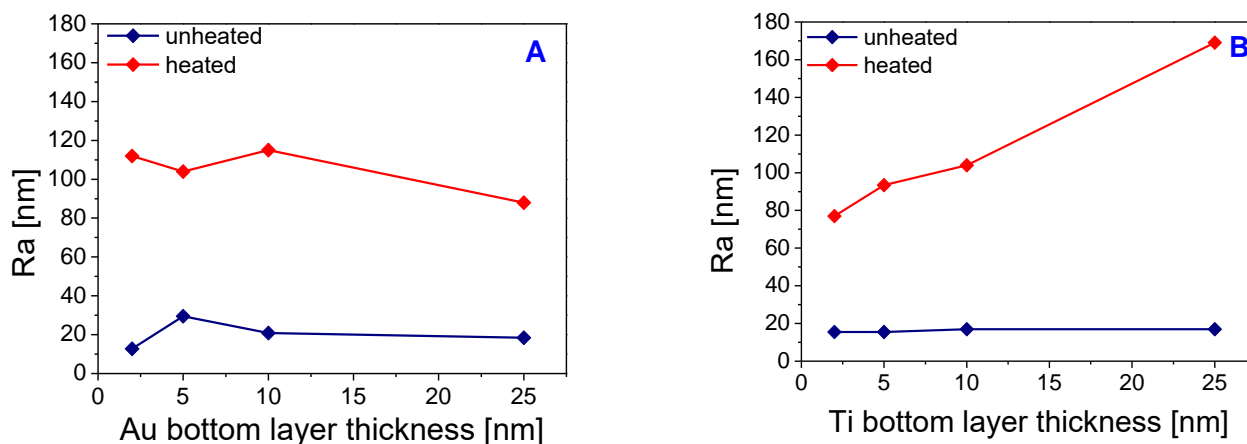 180
160
140
120
100
80
60
40
20
0
Ra [nm]
unheated
heated
A
0 5 10 15 20 25
Au bottom layer thickness [nm]
180
160
140
120
100
80
60
40
20
0
Ra [nm]
unheated
heated
B
0 5 10 15 20 25
Ti bottom layer thickness [nm]